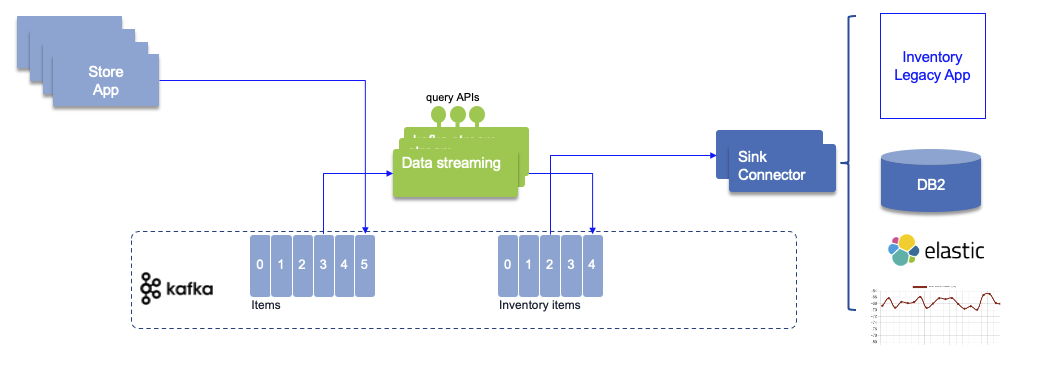 Store
App
query APIs
Data streaming
Sink
Connector
Inventory
Legacy App
DB2
elastic
kafka
0 1 2 3 4 5
Items
0 1 2 3 4
Inventory items